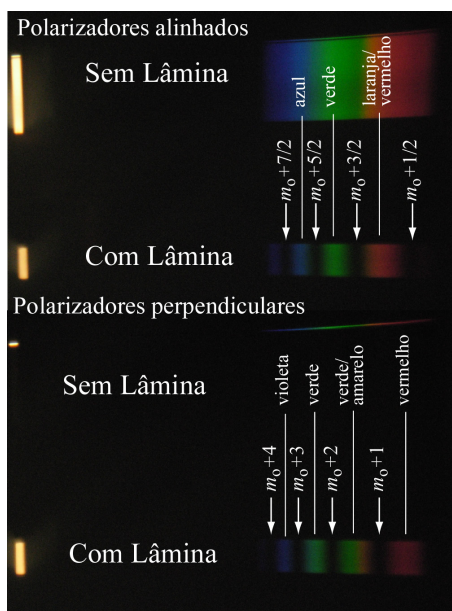 Polarizadores alinhados
Sem Lâmina
azul
verde
laranja/
vermelho
m₀+7/2
m₀+5/2
m₀+3/2
m₀+1/2
Com Lâmina
Polarizadores perpendiculares
Sem Lâmina
violeta
verde
verde/
amarelo
vermelho
m₀+4
m₀+3
m₀+2
m₀+1
Com Lâmina